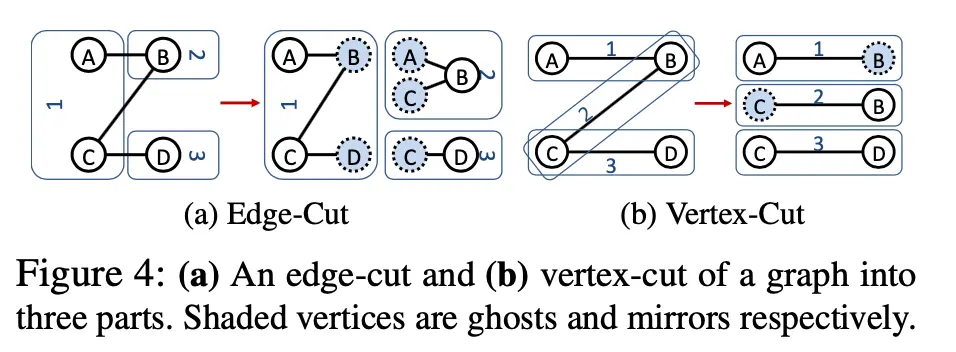 A B 2
1
C D 3
A B
1
C D
A
B 2
C
C D 3
A 1 B
2
C D
3
A 1 B
C 2 B
C 3 D
(a) Edge-Cut
(b) Vertex-Cut
Figure 4: (a) An edge-cut and (b) vertex-cut of a graph into
three parts. Shaded vertices are ghosts and mirrors respectively.